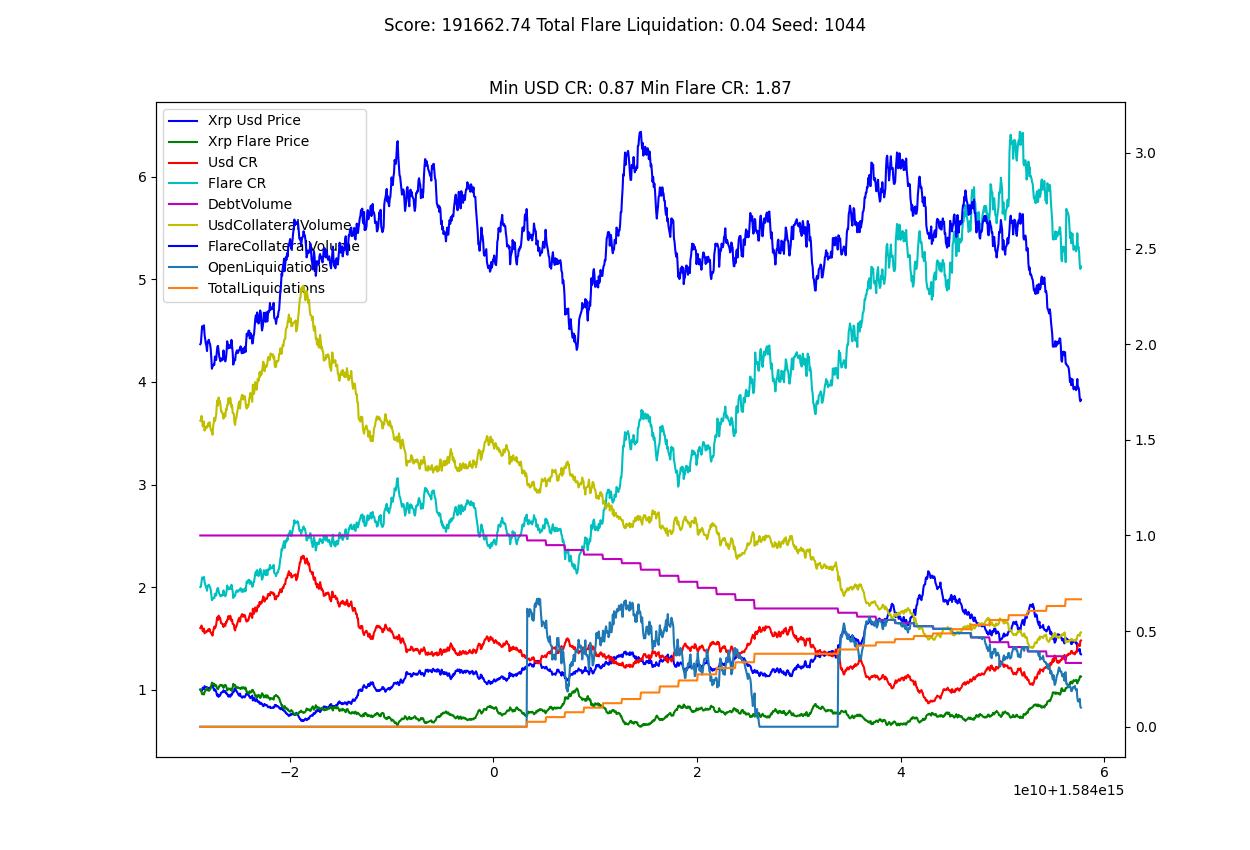 Score: 191662.74 Total Flare Liquidation: 0.04 Seed: 1044
Min USD CR: 0.87 Min Flare CR: 1.87
Xrp Usd Price
Xrp Flare Price
Usd CR
Flare CR
DebtVolume
UsdCollateralVolume
FlareCollateralVolume
OpenLiquidations
TotalLiquidations
6
5
4
3
2
1
3.0
2.5
2.0
1.5
1.0
0.5
0.0
−2
0
2
4
6
1e10+1.584e15